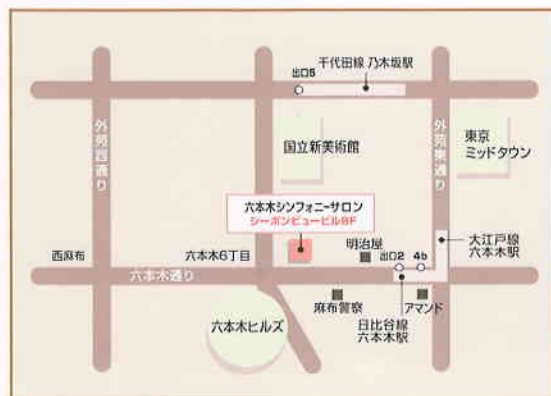 千代田線 乃木坂駅
出口5
外苑西通り
国立新美術館
外苑東通り
東京
ミッドタウン
六本木シンフォニーサロン
シーボンビュービル9F
大江戸線
六本木駅
西麻布
六本木6丁目
明治屋
出口2
4b
六本木通り
麻布警察
日比谷線
六本木駅
アマンド
六本木ヒルズ